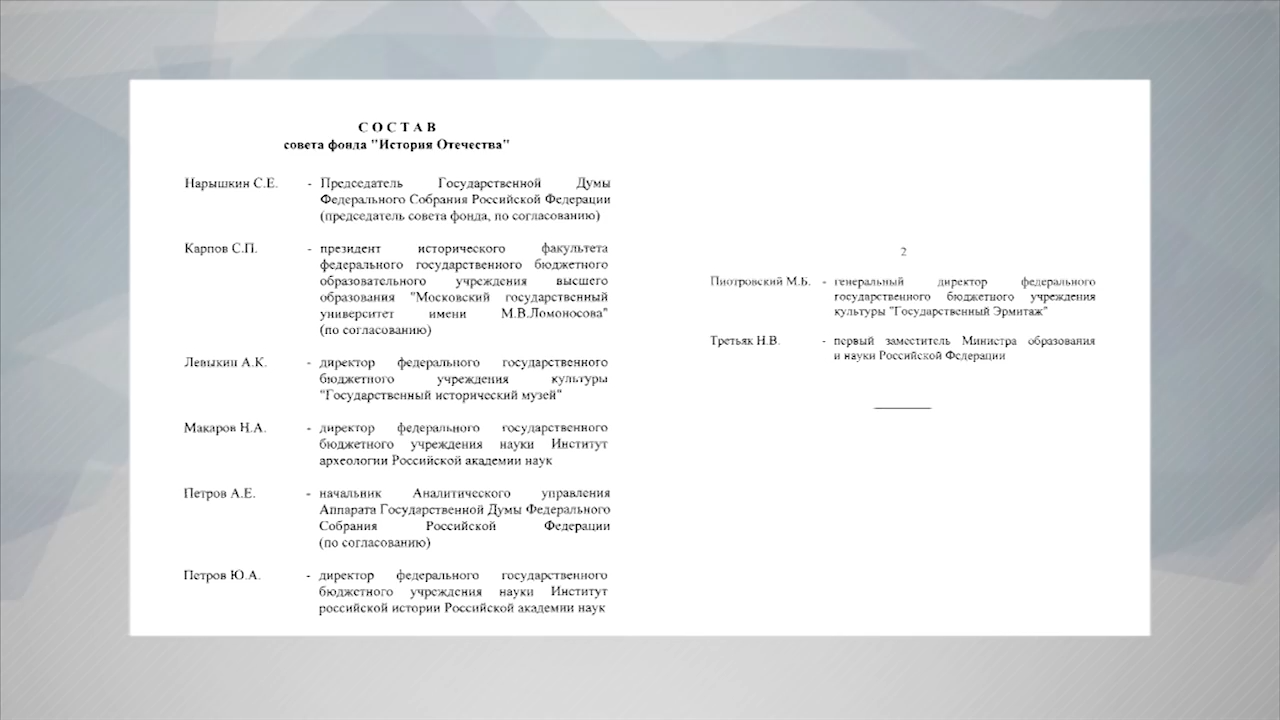 СОСТАВ
совета фонда "История Отечества"
Нарышкин С.Е. - Председатель Государственной Думы
Федерального Собрания Российской Федерации
(председатель совета фонда, по согласованию)
Карпов С.П. - президент исторического факультета
федерального государственного бюджетного
образовательного учреждения высшего
образования "Московский государственный
университет имени М.В.Ломоносова"
(по согласованию)
Левыкин А.К. - директор федерального государственного
бюджетного учреждения культуры
"Государственный исторический музей"
Макаров Н.А. - директор федерального государственного
бюджетного учреждения науки Институт
археологии Российской академии наук
Петров А.Е. - начальник Аналитического управления
Аппарата Государственной Думы Федерального
Собрания Российской Федерации
(по согласованию)
Петров Ю.А. - директор федерального государственного
бюджетного учреждения науки Институт
российской истории Российской академии наук
2
Пиотровский М.Б. - генеральный директор федерального
государственного бюджетного учреждения
культуры "Государственный Эрмитаж"
Третьяк Н.В. - первый заместитель Министра образования
и науки Российской Федерации